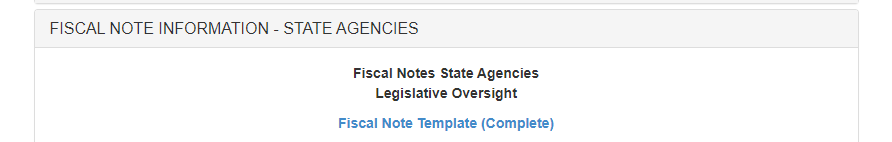 FISCAL NOTE INFORMATION - STATE AGENCIES
Fiscal Notes State Agencies
Legislative Oversight
Fiscal Note Template (Complete)